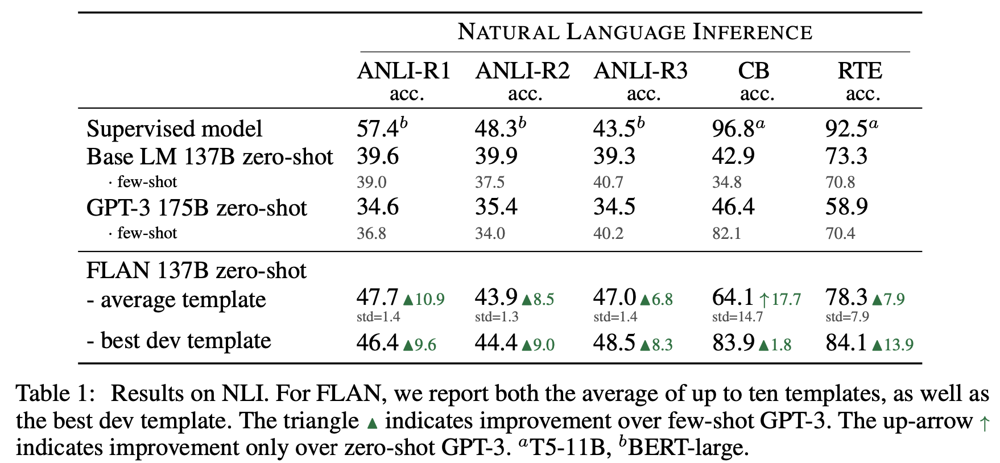 NATURAL LANGUAGE INFERENCE
ANLI-R1 ANLI-R2 ANLI-R3 CB RTE
acc. acc. acc. acc. acc.
Supervised model 57.4b 48.3b 43.5b 96.8a 92.5a
Base LM 137B zero-shot 39.6 39.9 39.3 42.9 73.3
· few-shot 39.0 37.5 40.7 34.8 70.8
GPT-3 175B zero-shot 34.6 35.4 34.5 46.4 58.9
· few-shot 36.8 34.0 40.2 82.1 70.4
FLAN 137B zero-shot
- average template 47.7 ▲10.9 43.9 ▲8.5 47.0 ▲6.8 64.1 ↑17.7 78.3 ▲7.9
std=1.4 std=1.3 std=1.4 std=14.7 std=7.9
- best dev template 46.4 ▲9.6 44.4 ▲9.0 48.5 ▲8.3 83.9 ▲1.8 84.1 ▲13.9
Table 1: Results on NLI. For FLAN, we report both the average of up to ten templates, as well as
the best dev template. The triangle ▲ indicates improvement over few-shot GPT-3. The up-arrow ↑
indicates improvement only over zero-shot GPT-3. aT5-11B, bBERT-large.